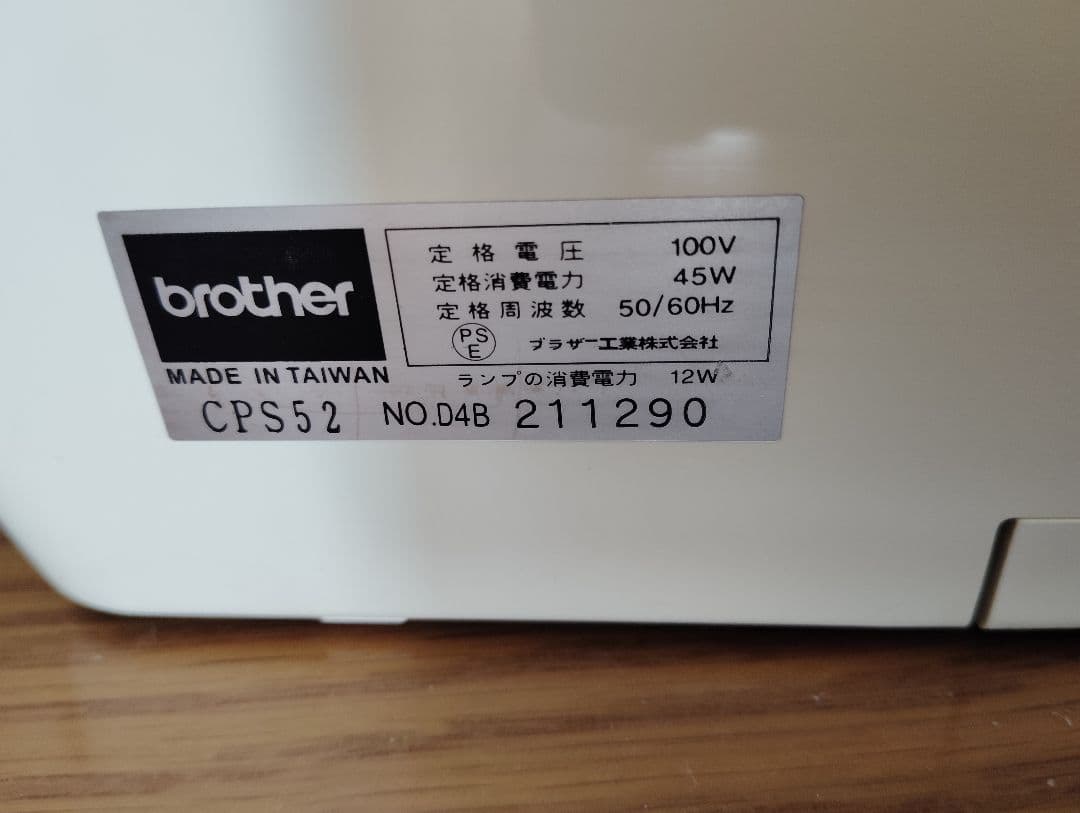 brother
定格電圧 100V
定格消費電力 45W
定格周波数 50/60Hz
PSE ブラザー工業株式会社
MADE IN TAIWAN ランプの消費電力 12W
CPS52 NO.D4B 211290